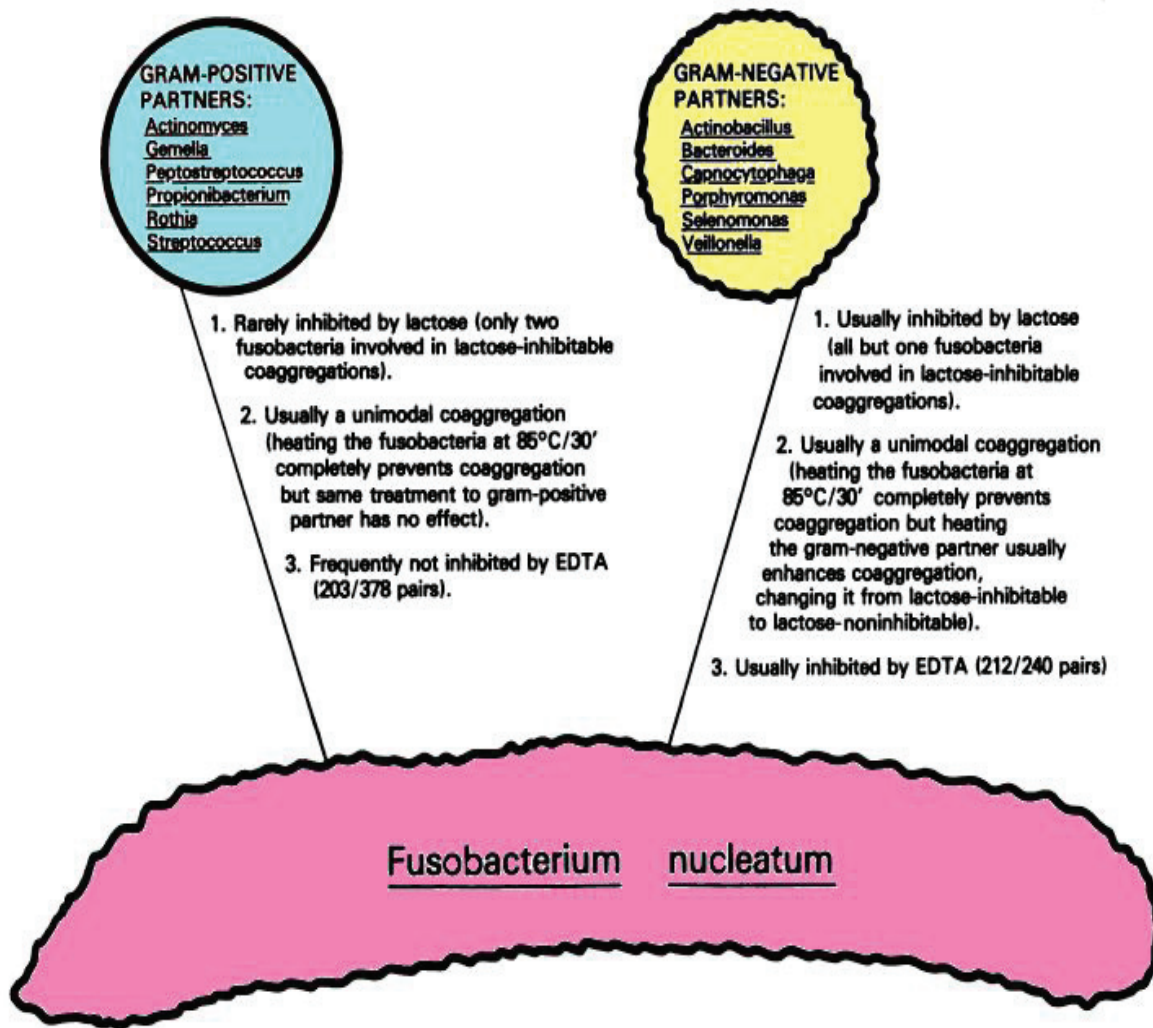 GRAM-POSITIVE
PARTNERS:
Actinomyces
Gemella
Peptostreptococcus
Propionibacterium
Rothia
Streptococcus
GRAM-NEGATIVE
PARTNERS:
Actinobacillus
Bacteroides
Capnocytophaga
Porphyromonas
Selenomonas
Veillonella
1. Rarely inhibited by lactose (only two
fusobacteria involved in lactose-inhibitable
coaggregations).
2. Usually a unimodal coaggregation
(heating the fusobacteria at 85°C/30′
completely prevents coaggregation
but same treatment to gram-positive
partner has no effect).
3. Frequently not inhibited by EDTA
(203/378 pairs).
1. Usually inhibited by lactose
(all but one fusobacteria
involved in lactose-inhibitable
coaggregations).
2. Usually a unimodal coaggregation
(heating the fusobacteria at
85°C/30′ completely prevents
coaggregation but heating
the gram-negative partner usually
enhances coaggregation,
changing it from lactose-inhibitable
to lactose-noninhibitable).
3. Usually inhibited by EDTA (212/240 pairs)
Fusobacterium nucleatum